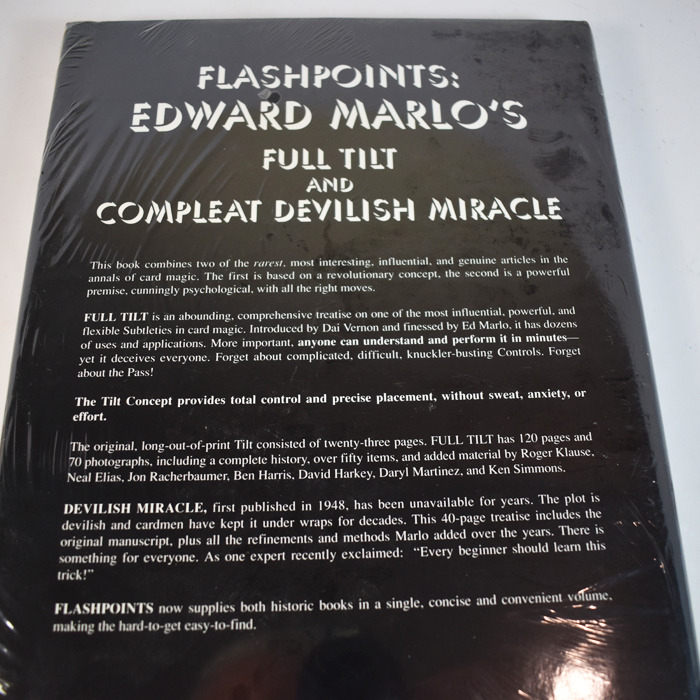 FLASHPOINTS:
EDWARD MARLO'S
FULL TILT
AND
COMPLEAT DEVILISH MIRACLE
This book combines two of the rarest, most interesting, influential, and genuine articles in the
annals of card magic. The first is based on a revolutionary concept, the second is a powerful
premise, cunningly psychological, with all the right moves.
FULL TILT is an abounding, comprehensive treatise on one of the most influential, powerful, and
flexible Subtleties in card magic. Introduced by Dai Vernon and finessed by Ed Marlo, it has dozens
of uses and applications. More important, anyone can understand and perform it in minutes—
yet it deceives everyone. Forget about complicated, difficult, knuckler-busting Controls. Forget
about the Pass!
The Tilt Concept provides total control and precise placement, without sweat, anxiety, or
effort.
The original, long-out-of-print Tilt consisted of twenty-three pages. FULL TILT has 120 pages and
70 photographs, including a complete history, over fifty items, and added material by Roger Klause,
Neal Elias, Jon Racherbaumer, Ben Harris, David Harkey, Daryl Martinez, and Ken Simmons.
DEVILISH MIRACLE, first published in 1948, has been unavailable for years. The plot is
devilish and cardmen have kept it under wraps for decades. This 40-page treatise includes the
original manuscript, plus all the refinements and methods Marlo added over the years. There is
something for everyone. As one expert recently exclaimed: "Every beginner should learn this
trick!"
FLASHPOINTS now supplies both historic books in a single, concise and convenient volume,
making the hard-to-get easy-to-find.